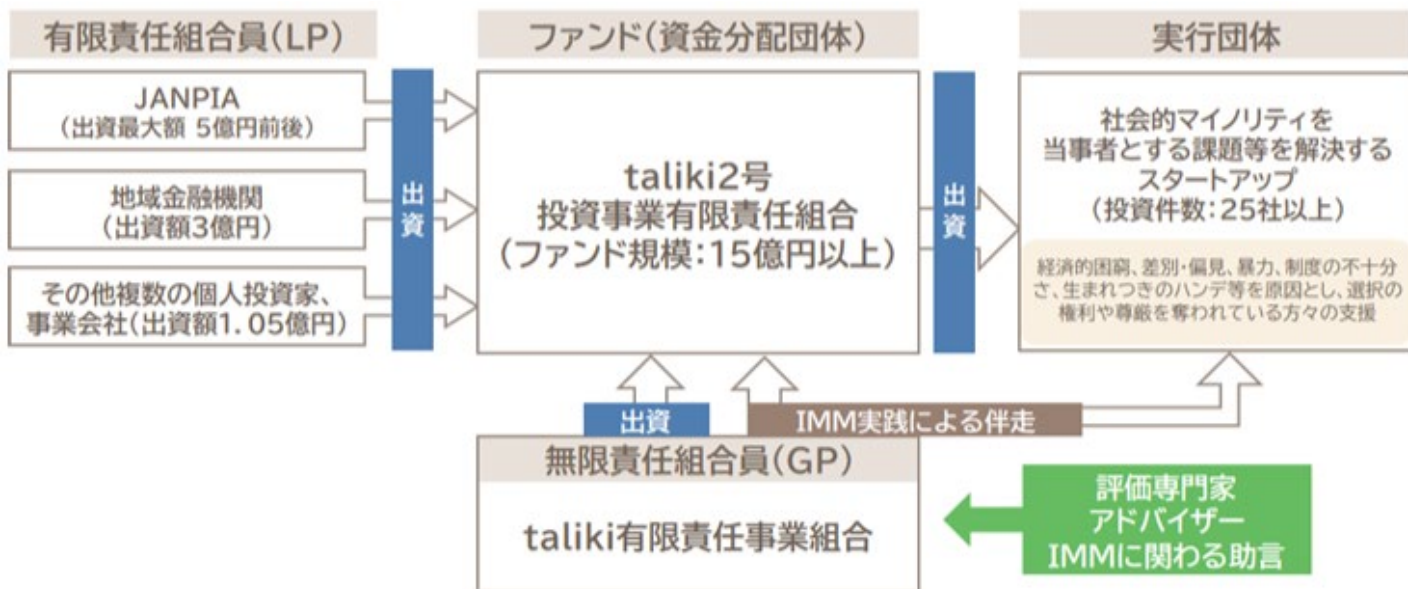 有限責任組合員(LP)
JANPIA
(出資最大額 5億円前後)
地域金融機関
(出資額3億円)
その他複数の個人投資家、
事業会社(出資額1.05億円)
出資
ファンド(資金分配団体)
taliki2号
投資事業有限責任組合
(ファンド規模:15億円以上)
出資
実行団体
社会的マイノリティを
当事者とする課題等を解決する
スタートアップ
(投資件数:25社以上)
経済的困窮、差別・偏見、暴力、制度の不十分
さ、生まれつきのハンデ等を原因とし、選択の
権利や尊厳を奪われている方々の支援
出資
IMM実践による伴走
無限責任組合員(GP)
taliki有限責任事業組合
評価専門家
アドバイザー
IMMに関わる助言